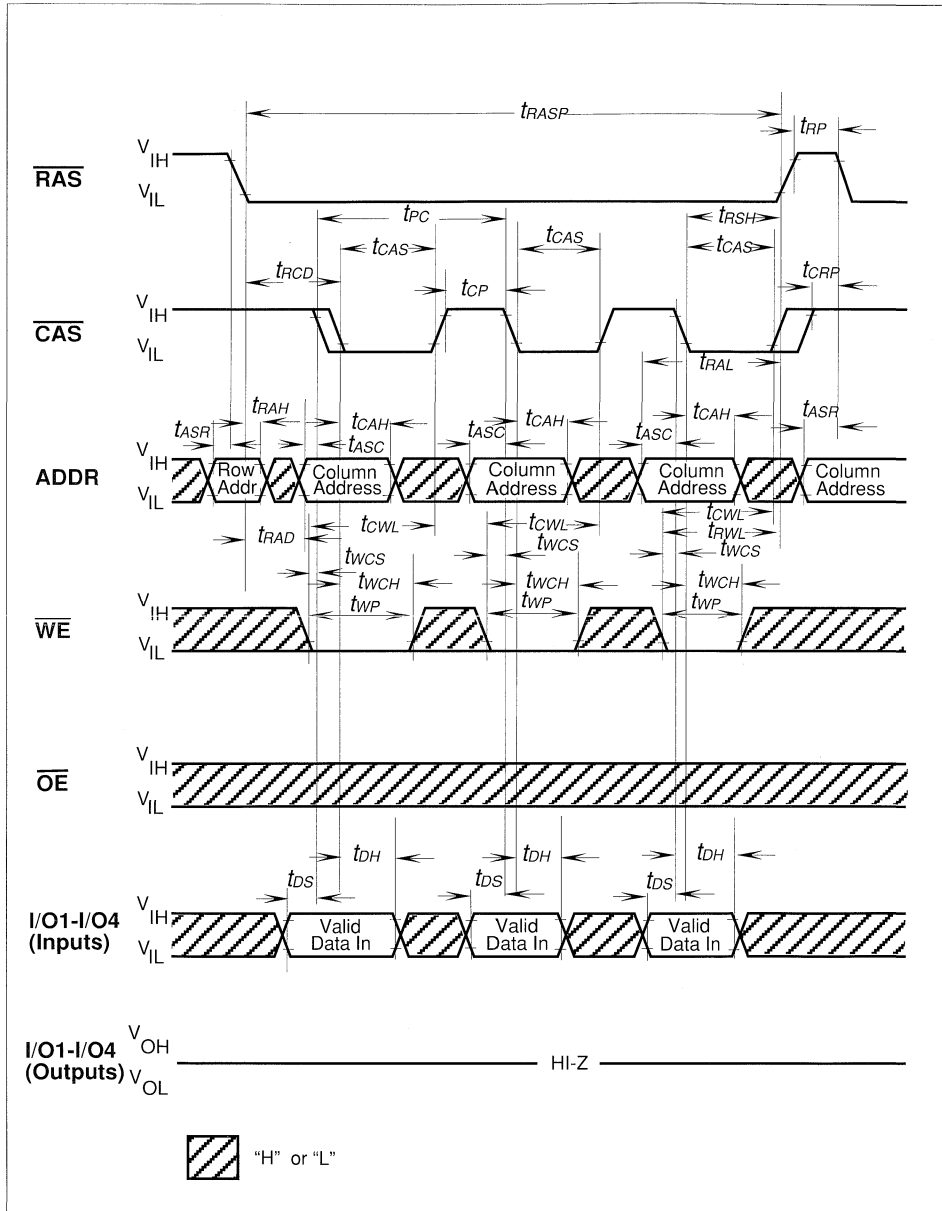 tRASP
tRP
RAS
VIH
VIL
tPC
tRSH
tCAS
tCAS
tCAS
tRCD
tCP
tCRP
CAS
VIH
VIL
tRAL
tRAH
tCAH
tCAH
tCAH
tASR
tASC
tASC
tASC
tASR
ADDR
VIH
VIL
Row
Addr
Column
Address
Column
Address
Column
Address
Column
Address
tRAD
tCWL
tCWL
tCWL
tRWL
tWCS
tWCS
tWCS
tWCH
tWCH
tWCH
tWP
tWP
tWP
WE
VIH
VIL
OE
VIH
VIL
tDH
tDH
tDH
tDS
tDS
tDS
I/O1-I/O4
(Inputs)
VIH
VIL
Valid
Data In
Valid
Data In
Valid
Data In
I/O1-I/O4
(Outputs)
VOH
VOL
HI-Z
"H" or "L"